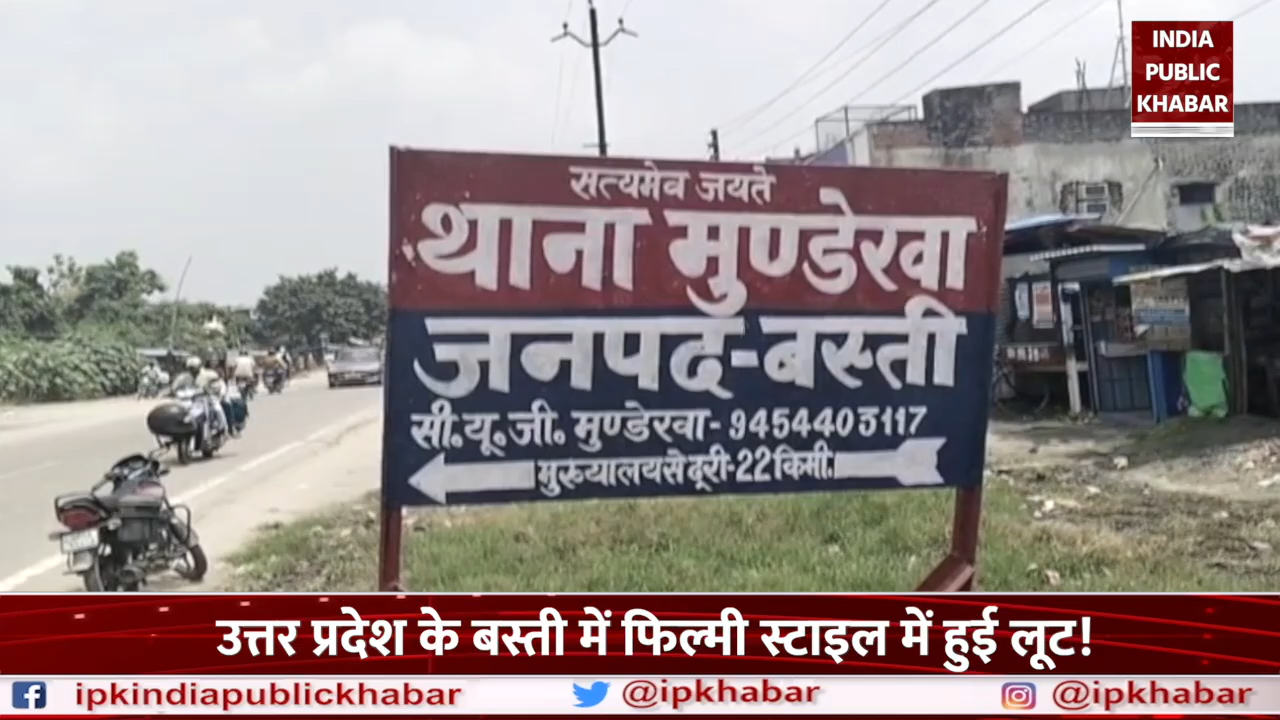 INDIA
PUBLIC
KHABAR
सत्यमेव जयते
थाना मुण्डेरवा
जनपद-बस्ती
सी.यू.जी. मुण्डेरवा- 9454403117
मुख्यालय से दूरी-22 किमी.
उत्तर प्रदेश के बस्ती में फिल्मी स्टाइल में हुई लूट!
ipkindiapublickhabar
@ipkhabar
@ipkhabar